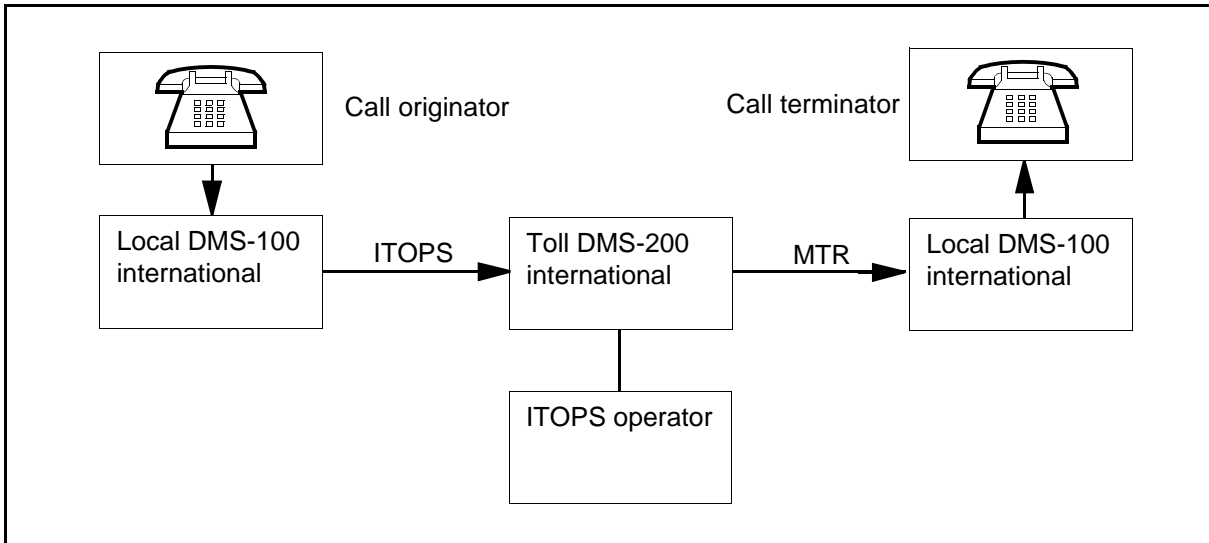 Call originator
Call terminator
Local DMS-100
international
ITOPS
Toll DMS-200
international
MTR
Local DMS-100
international
ITOPS operator